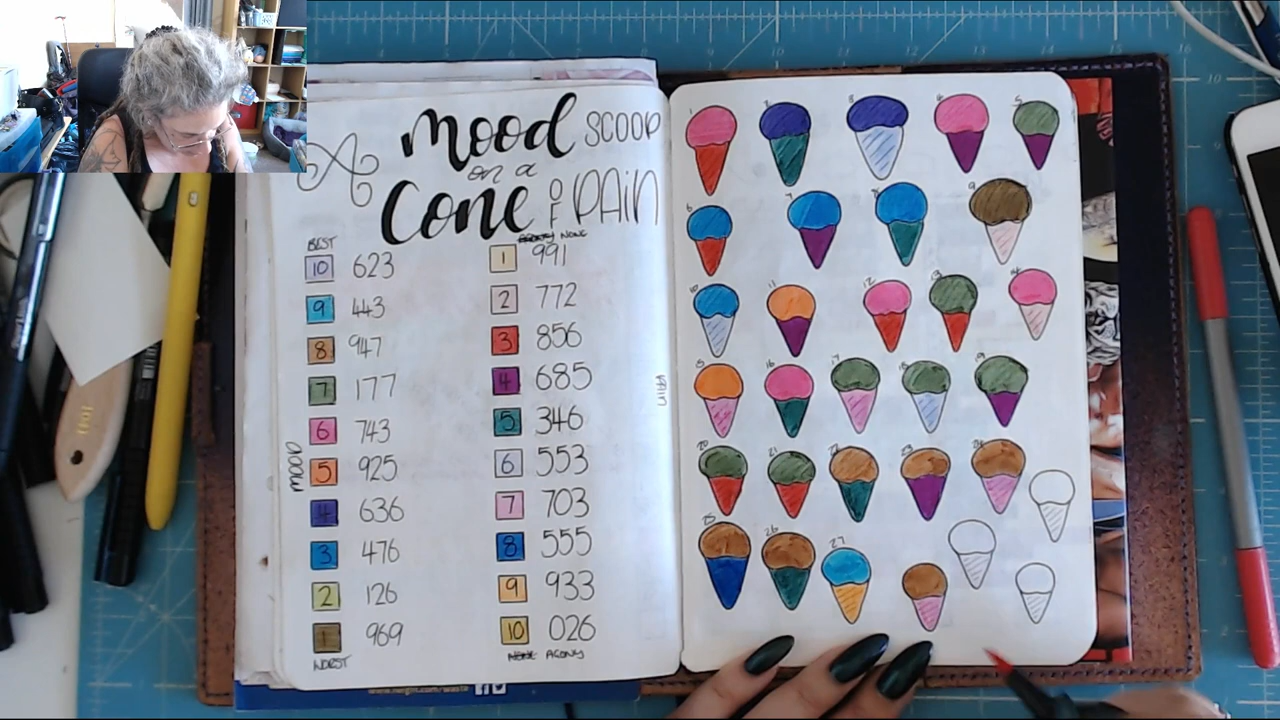 mood SCOOP
on a
Cone OF PAIN
BEST
10 623
9 443
8 947
7 177
6 743
5 925
4 636
3 476
2 126
1 969
WORST
MOOD
NONE
1 991
2 772
3 856
4 685
5 346
6 553
7 703
8 555
9 933
10 026
AGONY
PAIN
1 2 3 4 5
6 7 8 9
10 11 12 13 14
15 16 17 18 19
20 21 22 23 24
25 26 27